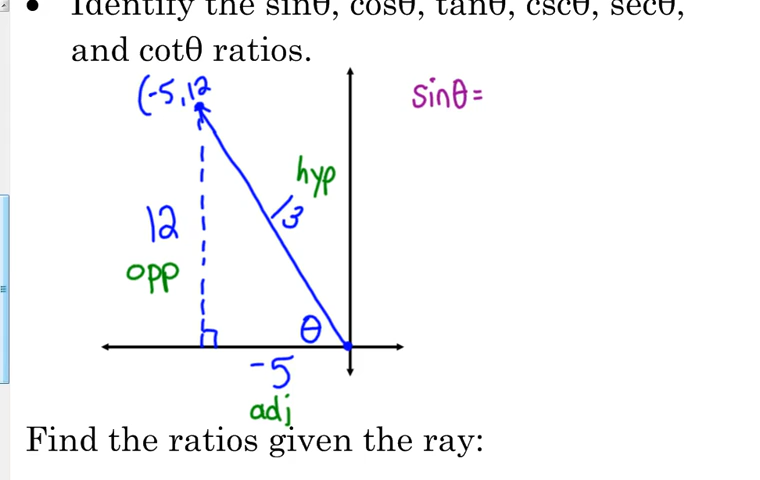 • Identify the sinθ, cosθ, tanθ, cscθ, secθ,
and cotθ ratios.
(-5,12
sinθ=
hyp
13
12
opp
θ
-5
adj
Find the ratios given the ray: